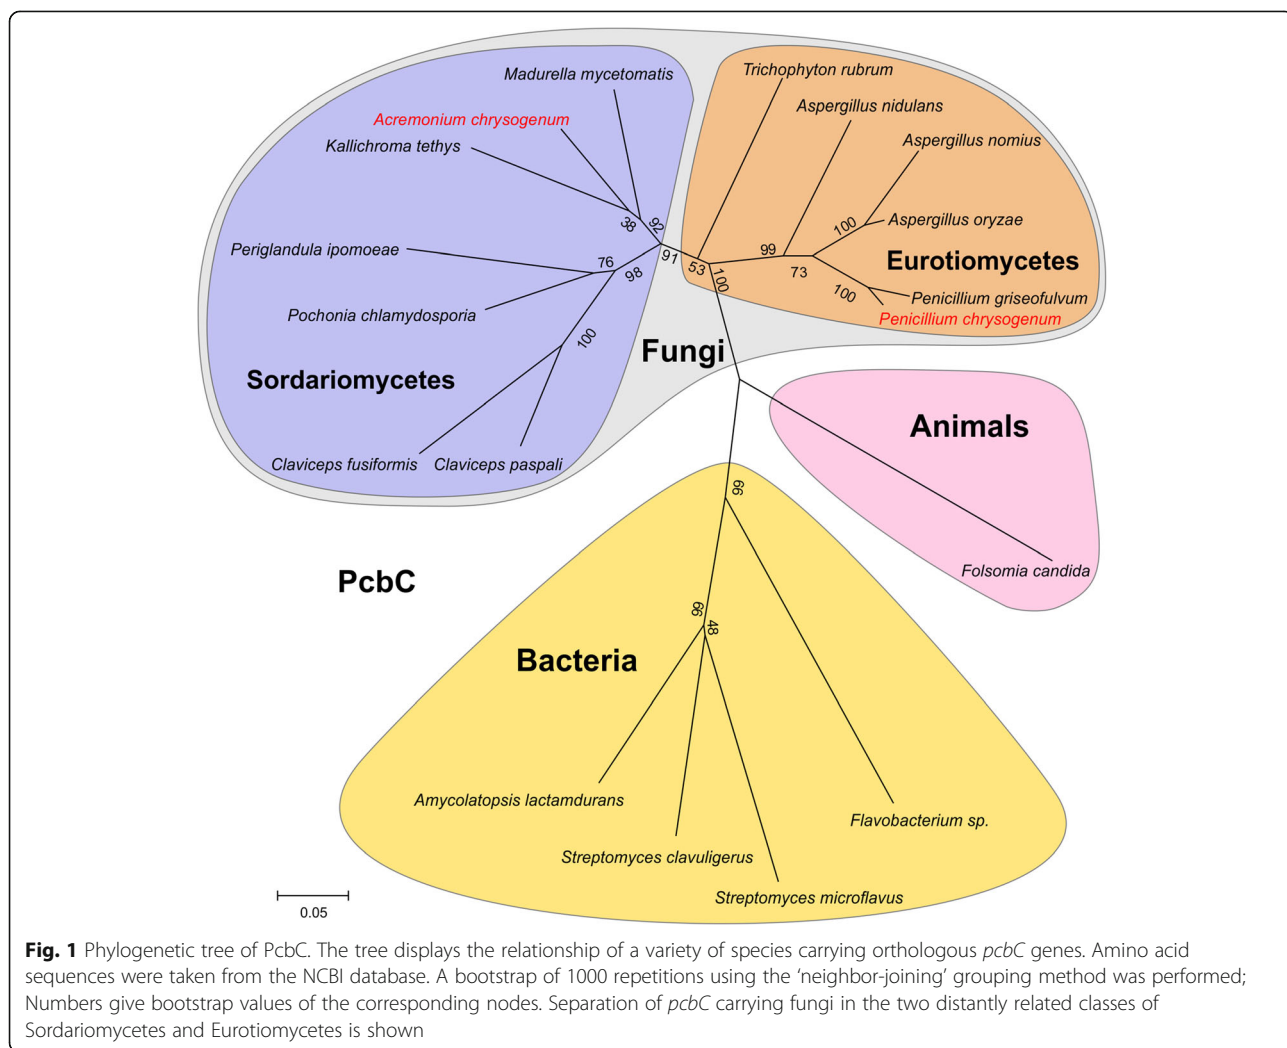 Madurella mycetomatis
Acremonium chrysogenum
Kallichroma tethys
Periglandula ipomoeae
Pochonia chlamydosporia
Sordariomycetes
Claviceps fusiformis
Claviceps paspali
38
92
76
98
100
91
53
100
Fungi
Trichophyton rubrum
Aspergillus nidulans
Aspergillus nomius
Aspergillus oryzae
Eurotiomycetes
Penicillium griseofulvum
Penicillium chrysogenum
99
73
100
100
Animals
Folsomia candida
PcbC
Bacteria
99
99
48
Amycolatopsis lactamdurans
Streptomyces clavuligerus
Streptomyces microflavus
Flavobacterium sp.
0.05
Fig. 1 Phylogenetic tree of PcbC. The tree displays the relationship of a variety of species carrying orthologous pcbC genes. Amino acid
sequences were taken from the NCBI database. A bootstrap of 1000 repetitions using the ‘neighbor-joining’ grouping method was performed;
Numbers give bootstrap values of the corresponding nodes. Separation of pcbC carrying fungi in the two distantly related classes of
Sordariomycetes and Eurotiomycetes is shown